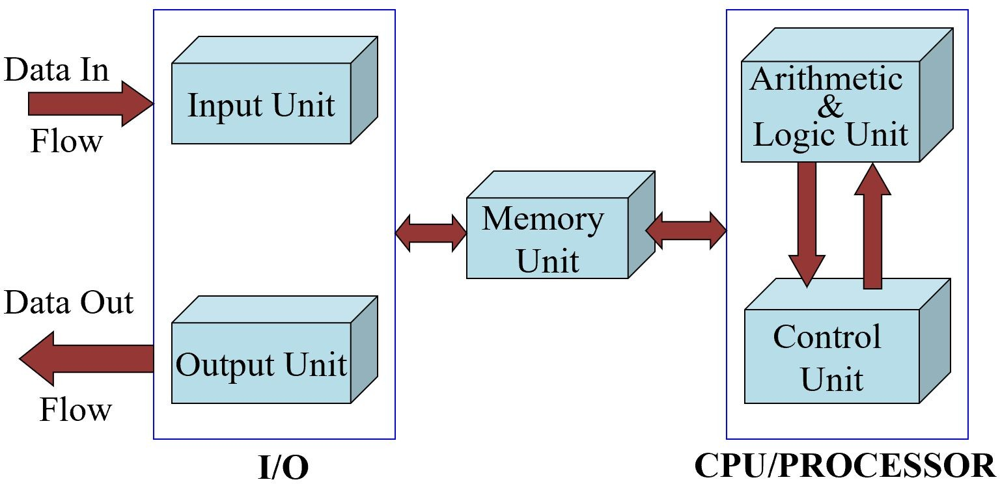 Data In
Flow
Input Unit
Data Out
Flow
Output Unit
I/O
Memory
Unit
Arithmetic
&
Logic Unit
Control
Unit
CPU/PROCESSOR